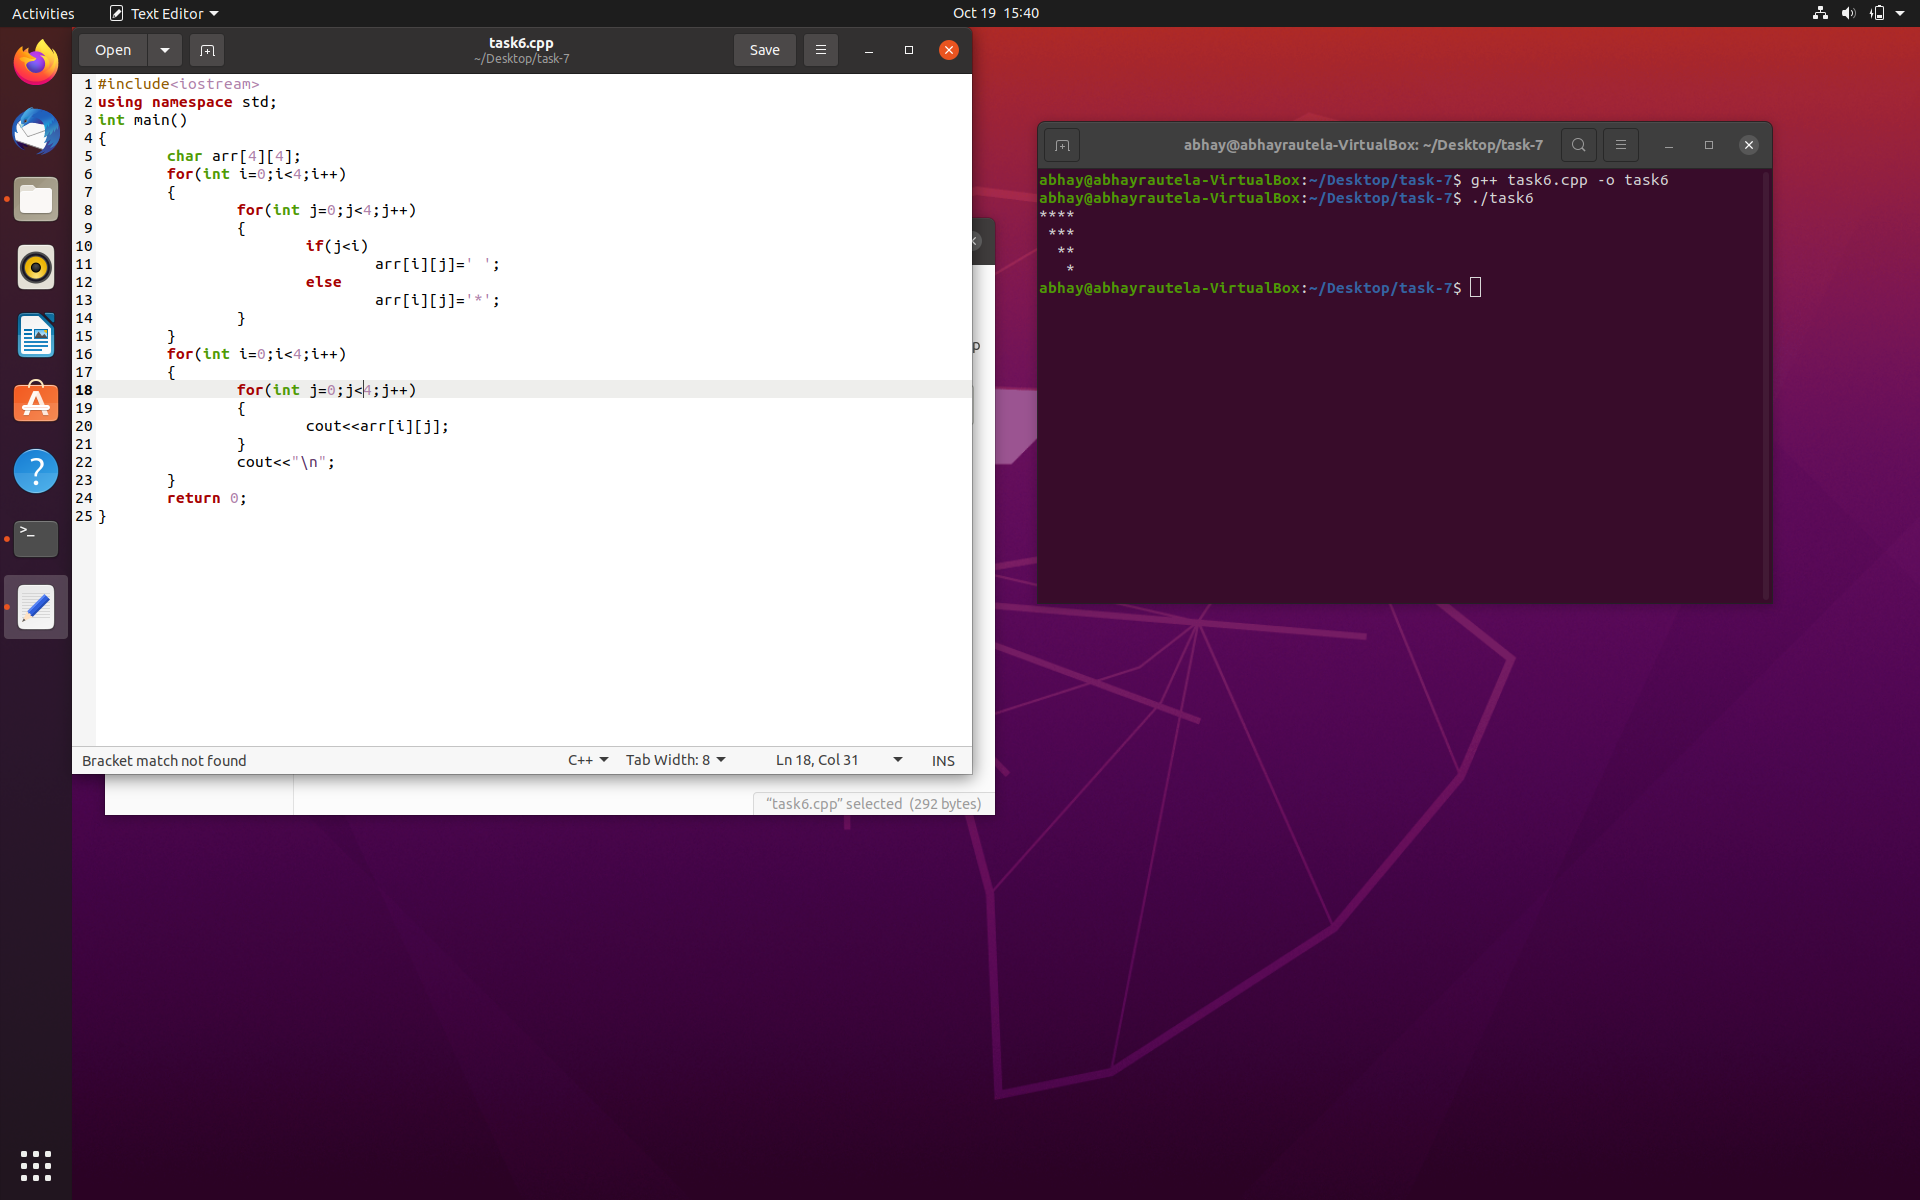 Activities
Text Editor
Oct 19  15:40
Open
task6.cpp
~/Desktop/task-7
Save
1 #include<iostream>
2 using namespace std;
3 int main()
4 {
5         char arr[4][4];
6         for(int i=0;i<4;i++)
7         {
8                 for(int j=0;j<4;j++)
9                 {
10                         if(j<i)
11                                 arr[i][j]=' ';
12                         else
13                                 arr[i][j]='*';
14                 }
15         }
16         for(int i=0;i<4;i++)
17         {
18                 for(int j=0;j<4;j++)
19                 {
20                         cout<<arr[i][j];
21                 }
22                 cout<<"\n";
23         }
24         return 0;
25 }
Bracket match not found
C++
Tab Width: 8
Ln 18, Col 31
INS
p
“task6.cpp” selected (292 bytes)
abhay@abhayrautela-VirtualBox: ~/Desktop/task-7
abhay@abhayrautela-VirtualBox:~/Desktop/task-7$ g++ task6.cpp -o task6
abhay@abhayrautela-VirtualBox:~/Desktop/task-7$ ./task6
****
 ***
  **
   *
abhay@abhayrautela-VirtualBox:~/Desktop/task-7$